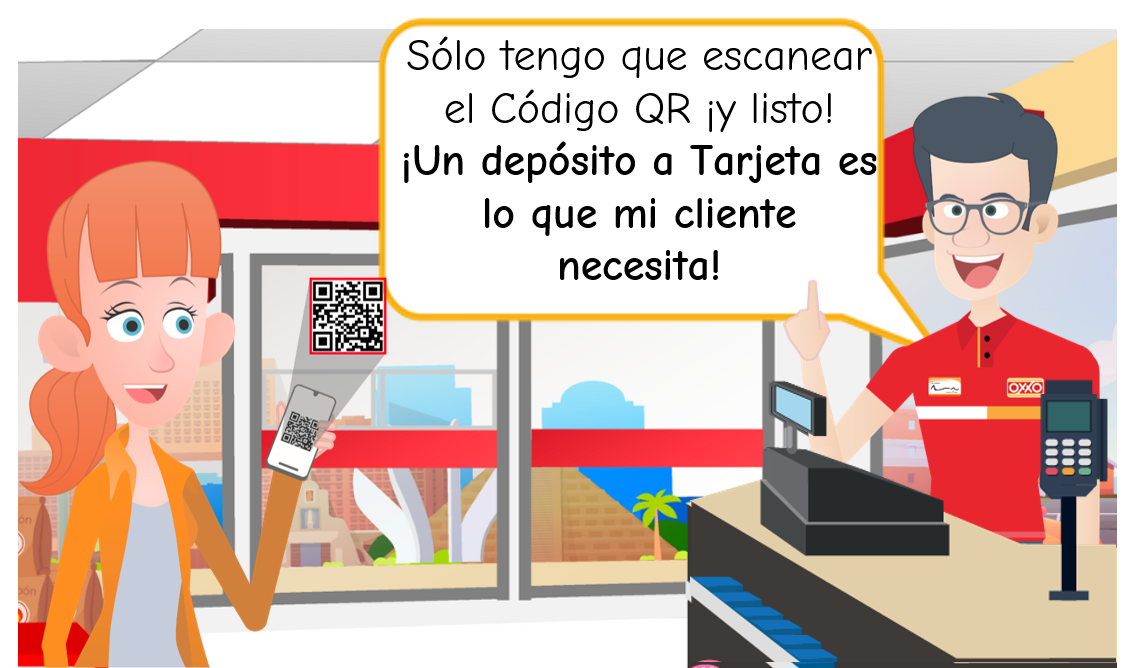 Sólo tengo que escanear
el Código QR ¡y listo!
¡Un depósito a Tarjeta es
lo que mi cliente
necesita!
OXXO